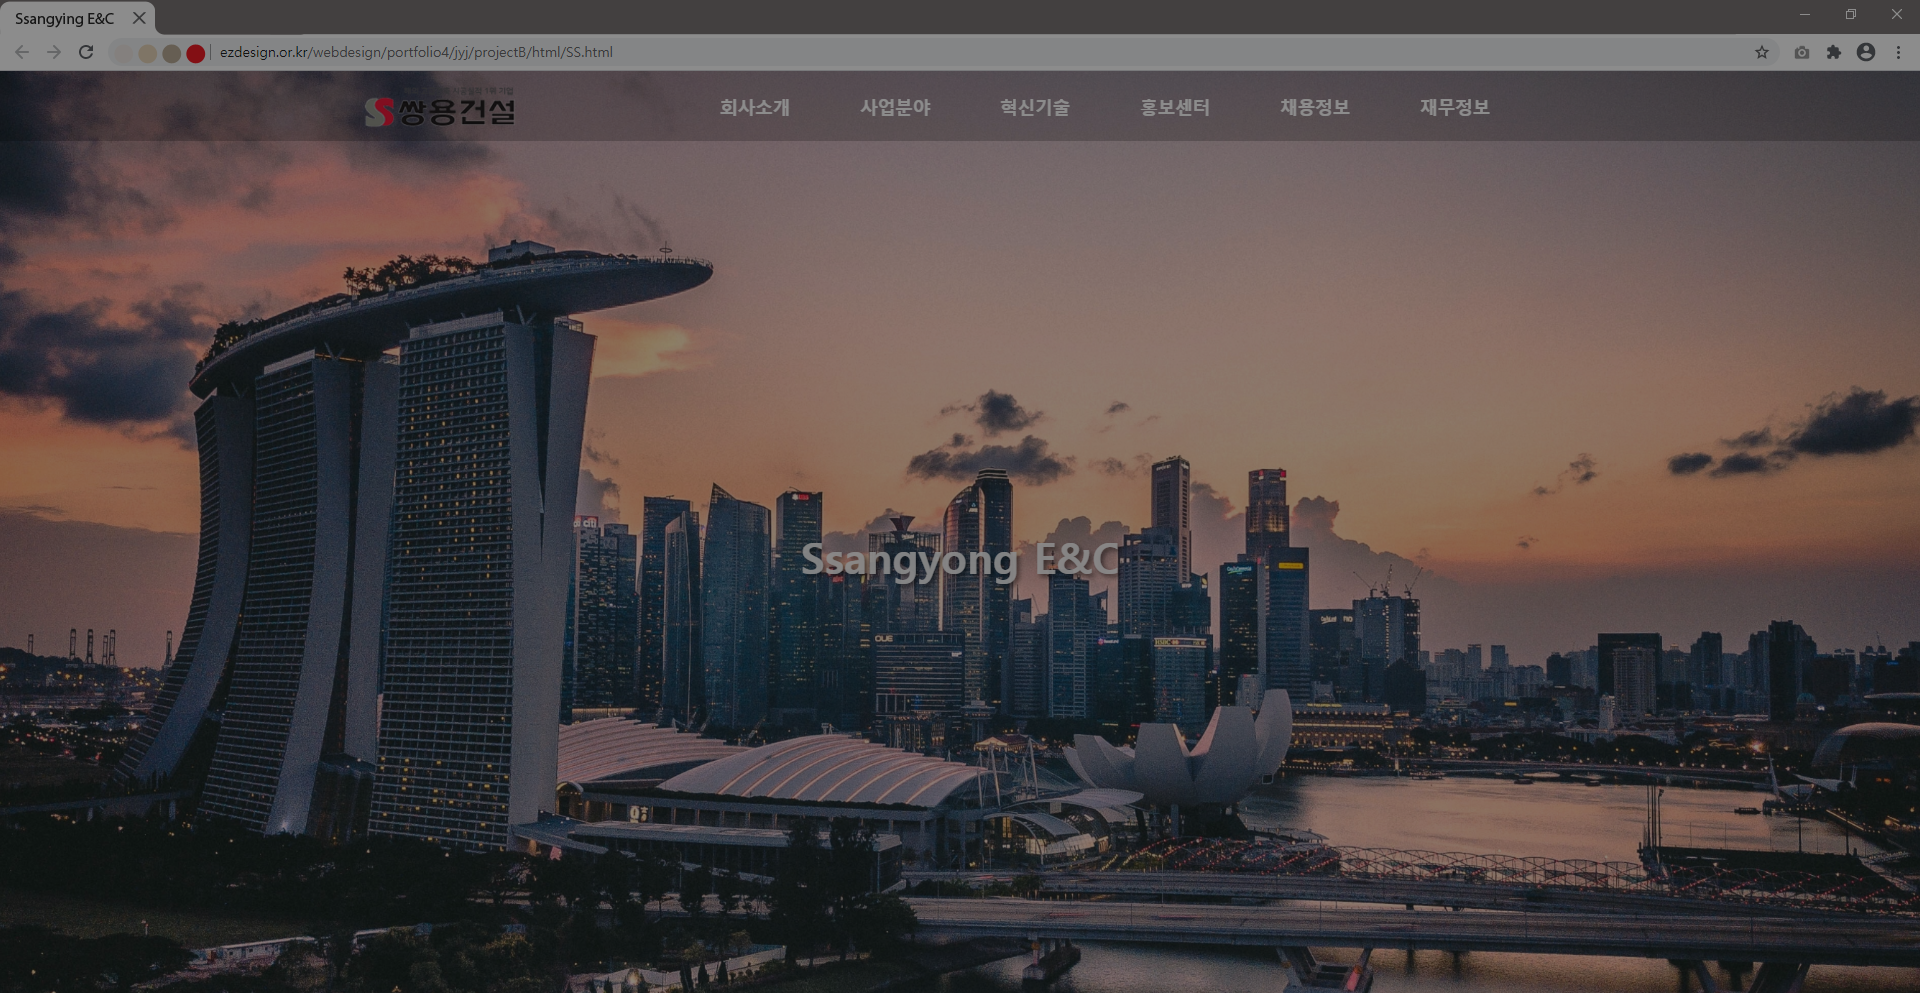 Ssangying E&C
ezdesign.or.kr/webdesign/portfolio4/jyj/projectB/html/SS.html
쌍용건설
회사소개 사업분야 혁신기술 홍보센터 채용정보 재무정보
citi
Ssangyong E&C
OUE